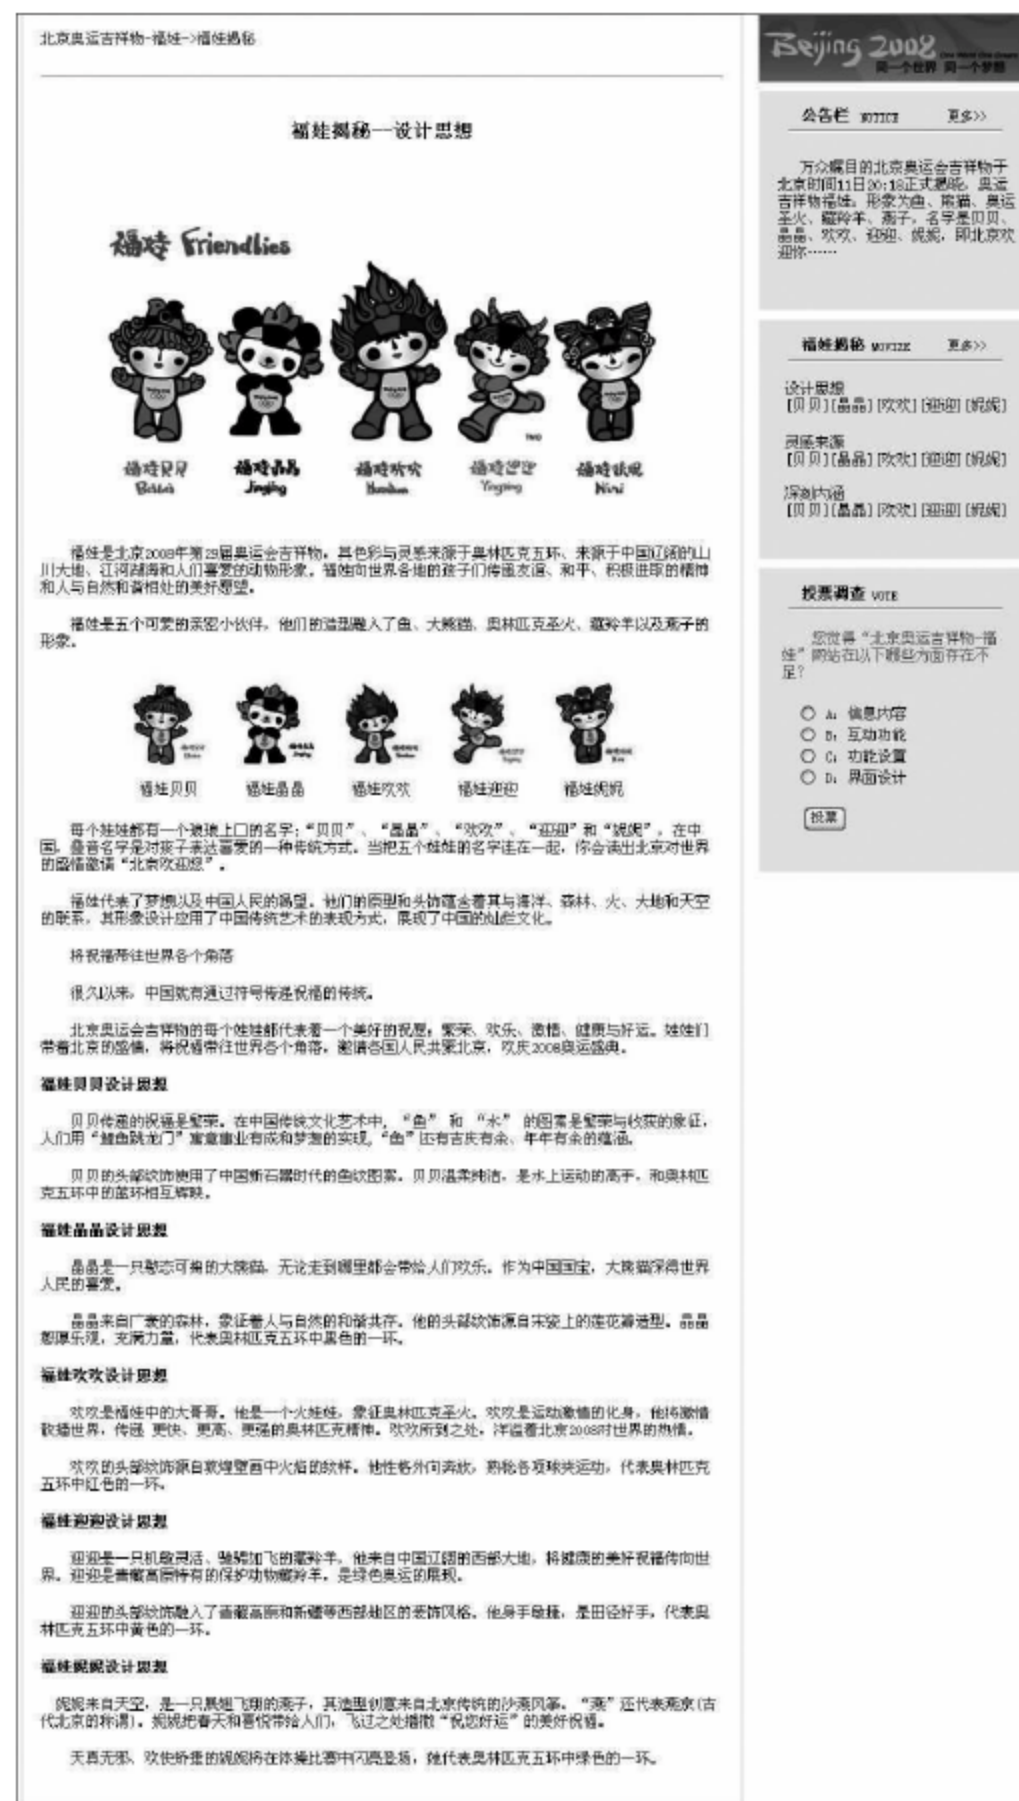 北京奥运吉祥物-福娃->福娃揭秘
福娃揭秘--设计思想
福娃 Friendlies
福娃贝贝
Beibei
福娃晶晶
Jingjing
福娃欢欢
Huanhuan
福娃迎迎
Yingying
福娃妮妮
Nini
福娃是北京2008年第29届奥运会吉祥物，其色彩与灵感来源于奥林匹克五环、来源于中国辽阔的山
川大地、江河湖海和人们喜爱的动物形象。福娃向世界各地的孩子们传递友谊、和平、积极进取的精神
和人与自然和谐相处的美好愿望。
福娃是五个可爱的亲密小伙伴，他们的造型融入了鱼、大熊猫、奥林匹克圣火、藏羚羊以及燕子的
形象。
福娃贝贝
福娃晶晶
福娃欢欢
福娃迎迎
福娃妮妮
每个娃娃都有一个琅琅上口的名字：“贝贝”、“晶晶”、“欢欢”、“迎迎”和“妮妮”，在中
国，叠音名字是对孩子表达喜爱的一种传统方式。当把五个娃娃的名字连在一起，你会读出北京对世界
的盛情邀请“北京欢迎您”。
福娃代表了梦想以及中国人民的渴望。他们的原型和头饰蕴含着其与海洋、森林、火、大地和天空
的联系，其形象设计应用了中国传统艺术的表现方式，展现了中国的灿烂文化。
将祝福带往世界各个角落
很久以来，中国就有通过符号传递祝福的传统。
北京奥运会吉祥物的每个娃娃都代表着一个美好的祝愿：繁荣、欢乐、激情、健康与好运。娃娃们
带着北京的盛情，将祝福带往世界各个角落，邀请各国人民共聚北京，欢庆2008奥运盛典。
福娃贝贝设计思想
贝贝传递的祝福是繁荣。在中国传统文化艺术中，“鱼” 和 “水” 的图案是繁荣与收获的象征，
人们用“鲤鱼跳龙门”寓意事业有成和梦想的实现，“鱼”还有吉庆有余、年年有余的蕴涵。
贝贝的头部纹饰使用了中国新石器时代的鱼纹图案。贝贝温柔纯洁，是水上运动的高手，和奥林匹
克五环中的蓝环相互辉映。
福娃晶晶设计思想
晶晶是一只憨态可掬的大熊猫，无论走到哪里都会带给人们欢乐。作为中国国宝，大熊猫深得世界
人民的喜爱。
晶晶来自广袤的森林，象征着人与自然的和谐共存。他的头部纹饰源自宋瓷上的莲花瓣造型。晶晶
憨厚乐观，充满力量，代表奥林匹克五环中黑色的一环。
福娃欢欢设计思想
欢欢是福娃中的大哥哥。他是一个火娃娃，象征奥林匹克圣火。欢欢是运动激情的化身，他将激情
散播世界，传递 更快、更高、更强的奥林匹克精神。欢欢所到之处，洋溢着北京2008对世界的热情。
欢欢的头部纹饰源自敦煌壁画中火焰的纹样。他性格外向奔放，熟稔各项球类运动，代表奥林匹克
五环中红色的一环。
福娃迎迎设计思想
迎迎是一只机敏灵活、驰骋如飞的藏羚羊，他来自中国辽阔的西部大地，将健康的美好祝福传向世
界。迎迎是青藏高原特有的保护动物藏羚羊，是绿色奥运的展现。
迎迎的头部纹饰融入了青藏高原和新疆等西部地区的装饰风格。他身手敏捷，是田径好手，代表奥
林匹克五环中黄色的一环。
福娃妮妮设计思想
妮妮来自天空，是一只展翅飞翔的燕子，其造型创意来自北京传统的沙燕风筝。“燕”还代表燕京(古
代北京的称谓)。妮妮把春天和喜悦带给人们，飞过之处播撒“祝您好运”的美好祝福。
天真无邪、欢快矫捷的妮妮将在体操比赛中闪亮登场，她代表奥林匹克五环中绿色的一环。
Beijing 2008
同一个世界 同一个梦想
公告栏 NOTICE 更多>>
万众瞩目的北京奥运会吉祥物于
北京时间11日20:18正式揭晓，奥运
吉祥物福娃：形象为鱼、熊猫、奥运
圣火、藏羚羊、燕子，名字是贝贝、
晶晶、欢欢、迎迎、妮妮，即北京欢
迎你……
福娃揭秘 更多>>
设计思想
[贝贝][晶晶][欢欢][迎迎][妮妮]
灵感来源
[贝贝][晶晶][欢欢][迎迎][妮妮]
深刻内涵
[贝贝][晶晶][欢欢][迎迎][妮妮]
投票调查 VOTE
您觉得“北京奥运吉祥物-福
娃”网站在以下哪些方面存在不
足?
A: 信息内容
B: 互动功能
C: 功能设置
D: 界面设计
投票